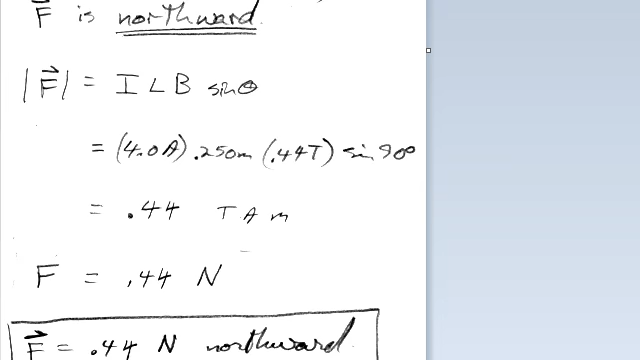 F is northward.
|F| = I L B sin θ
= (4.0A) .250m (.44T) sin 90°
= .44 T A m
F = .44 N
F = .44 N northward